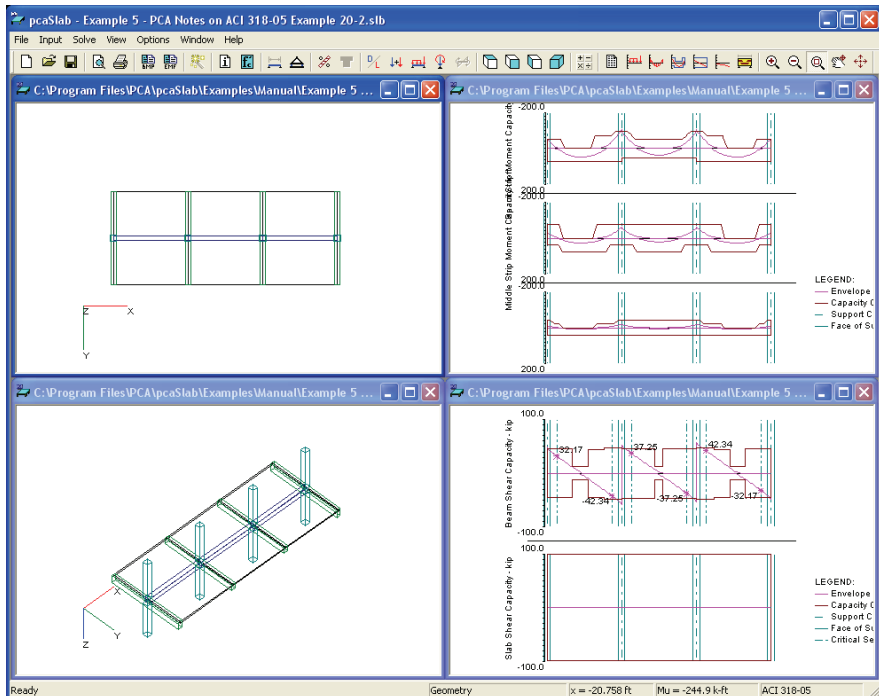 pcaSlab - Example 5 - PCA Notes on ACI 318-05 Example 20-2.slb
File Input Solve View Options Window Help
C:\Program Files\PCA\pcaSlab\Examples\Manual\Example 5 ...
X
Z
Y
C:\Program Files\PCA\pcaSlab\Examples\Manual\Example 5 ...
-200.0
Moment Capacity
200.0
-200.0
Middle Strip Moment Capacity
200.0
-200.0
200.0
LEGEND:
Envelope
Capacity C
Support C
Face of Su
C:\Program Files\PCA\pcaSlab\Examples\Manual\Example 5 ...
X
Y
Z
C:\Program Files\PCA\pcaSlab\Examples\Manual\Example 5 ...
100.0
Beam Shear Capacity - kip
-100.0
32.17
37.25
42.34
-42.34
-37.25
-32.17
100.0
Slab Shear Capacity - kip
-100.0
LEGEND:
Envelope
Capacity C
Support C
Face of Su
Critical Se
Ready
Geometry
x = -20.758 ft
Mu = -244.9 k-ft
ACI 318-05